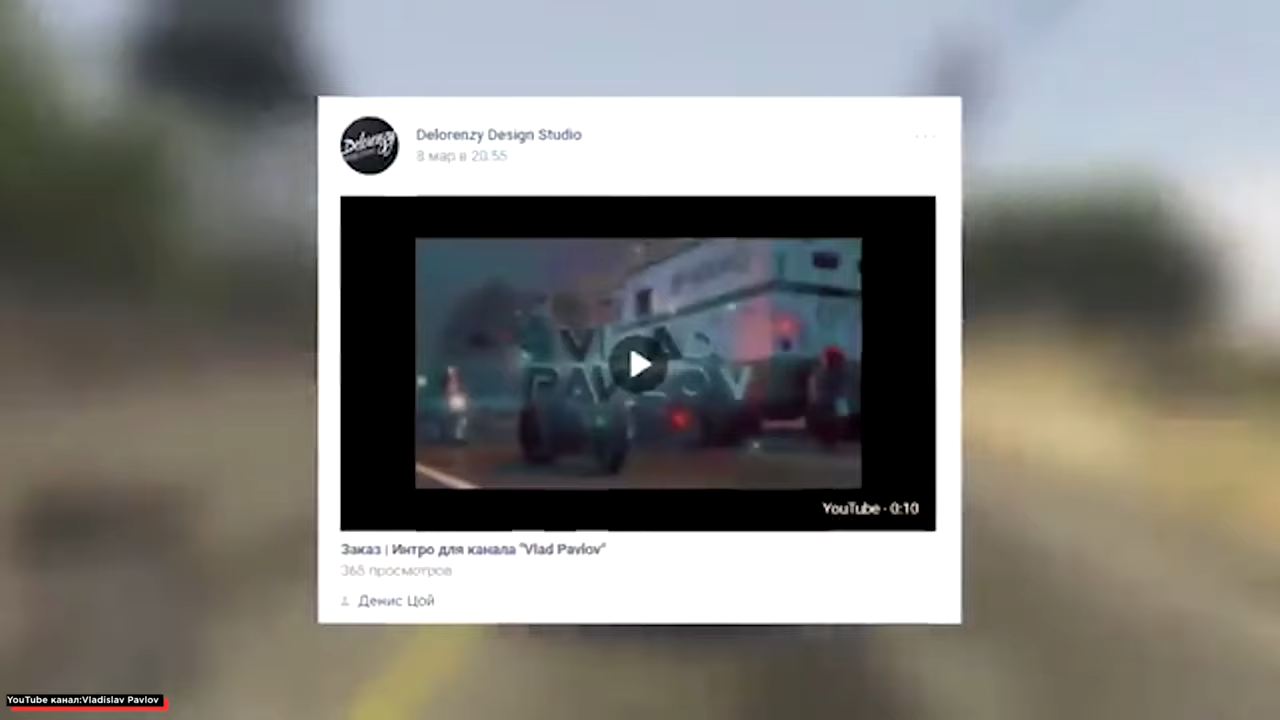 Delorenzy
Delorenzy Design Studio
8 мар в 20:55
VLAD
PAVLOV
YouTube · 0:10
Заказ | Интро для канала "Vlad Pavlov"
368 просмотров
Денис Цой
YouTube канал:Vladislav Pavlov